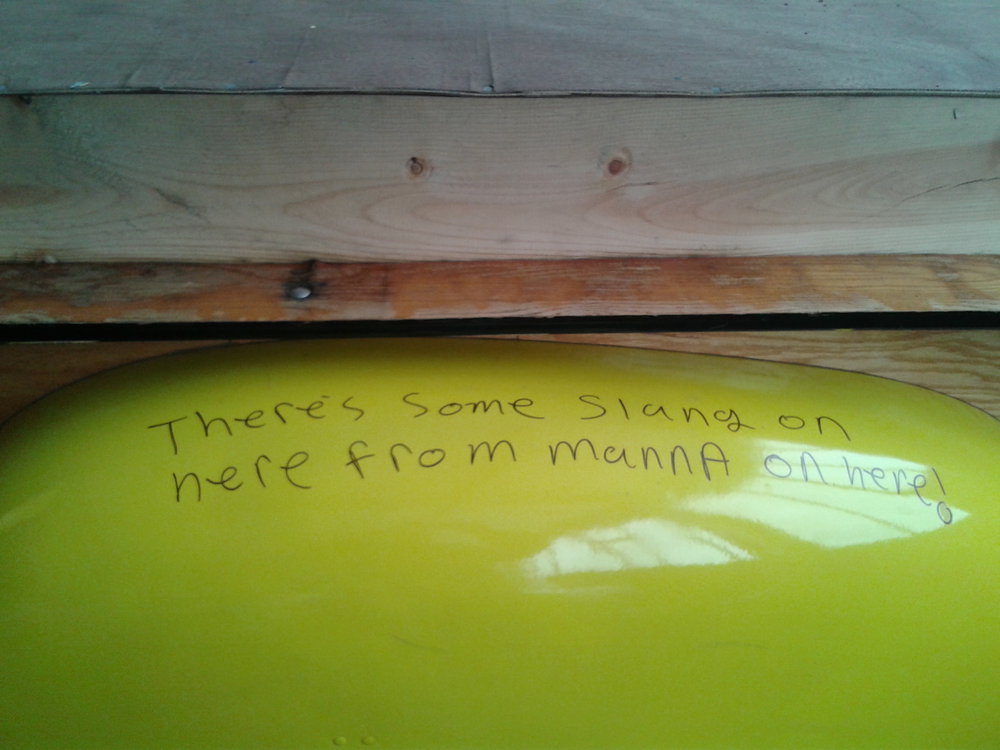 There's some slang on
here from mannA on here!